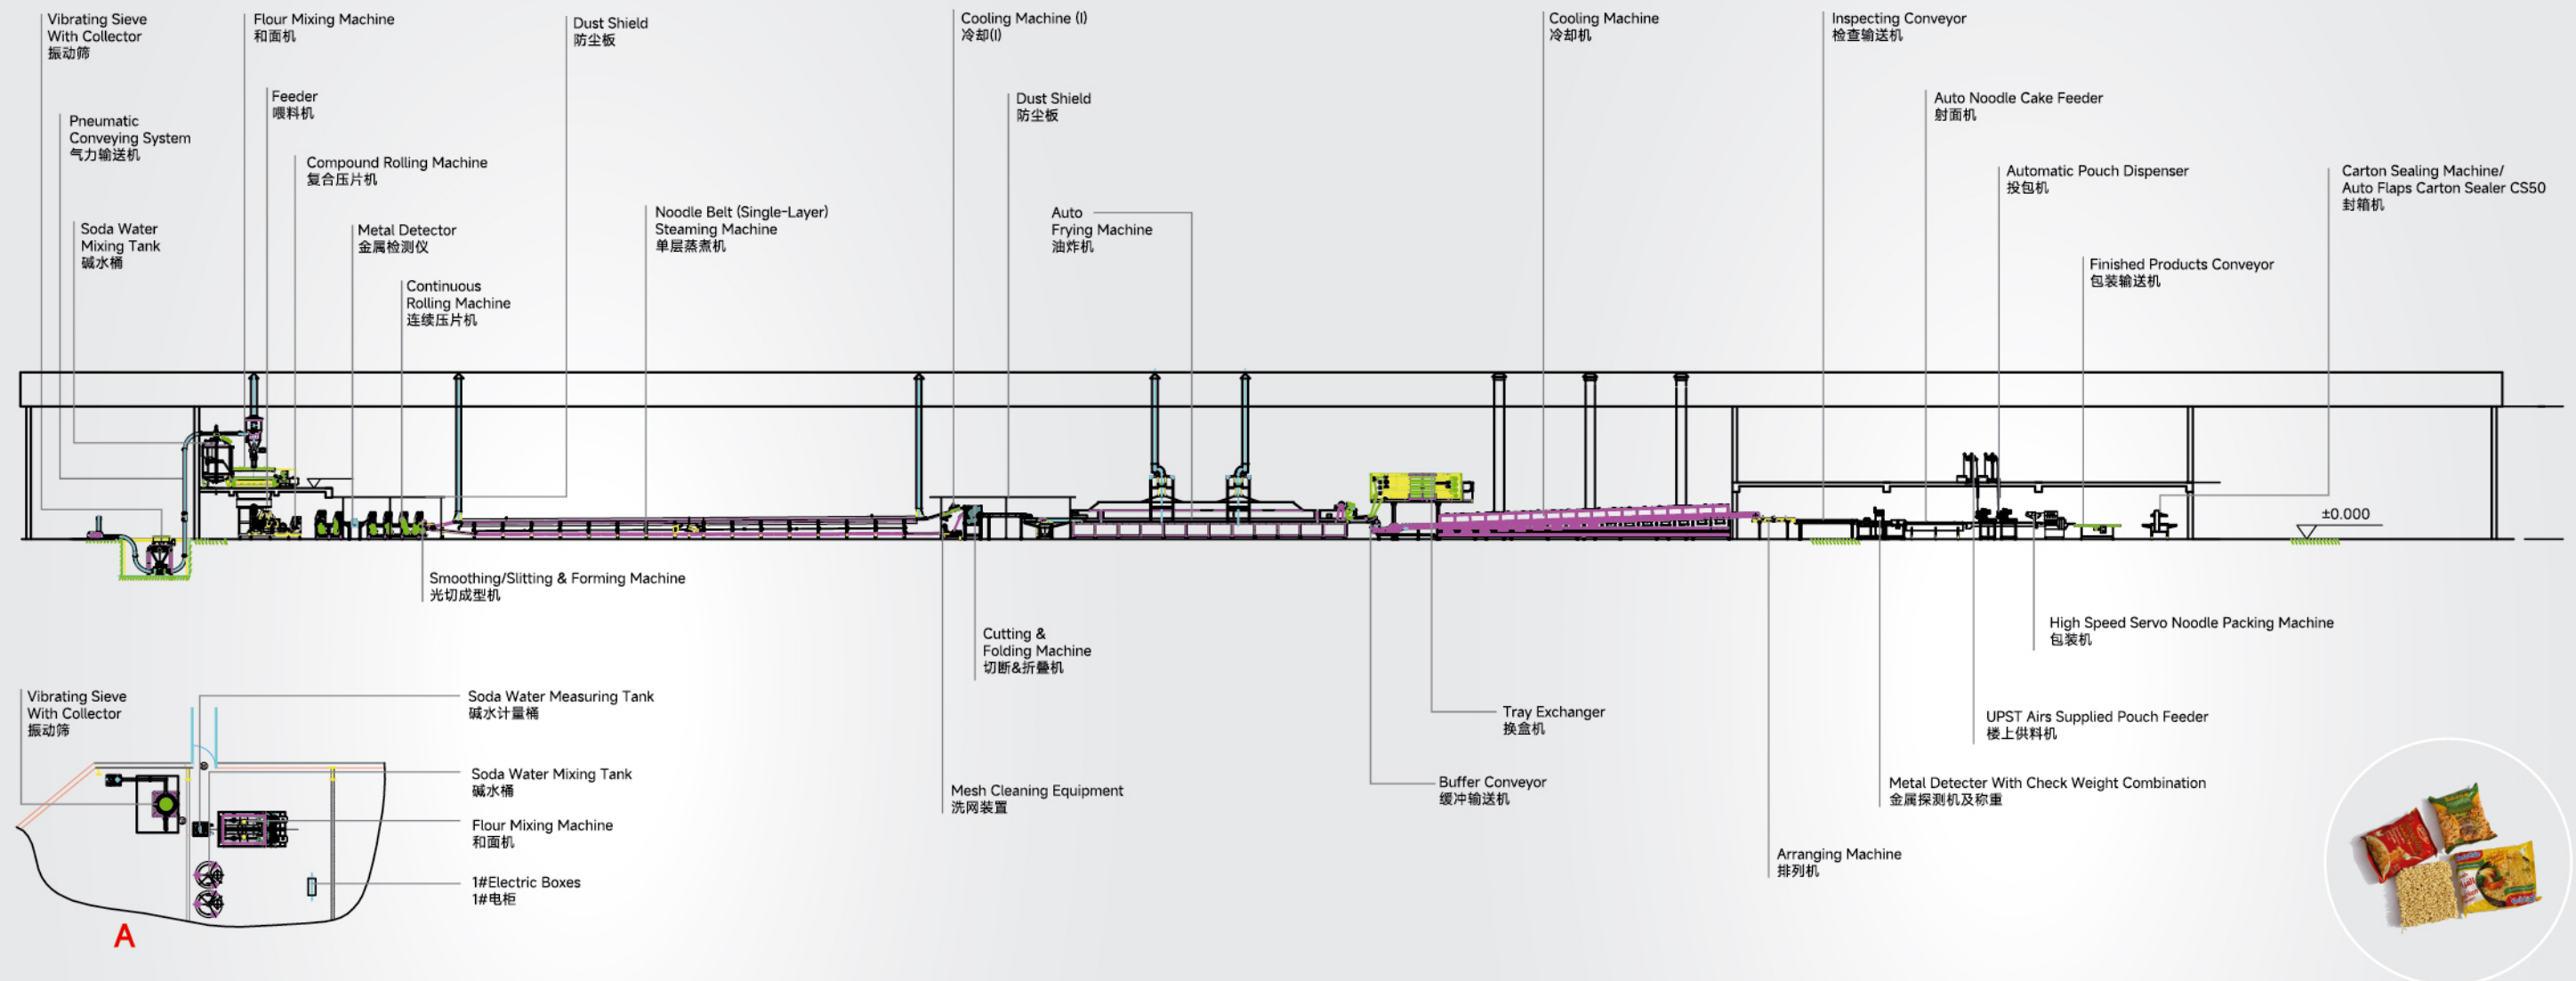 Vibrating Sieve
With Collector
振动筛
Flour Mixing Machine
和面机
Dust Shield
防尘板
Cooling Machine (I)
冷却(I)
Cooling Machine
冷却机
Inspecting Conveyor
检查输送机
Feeder
喂料机
Dust Shield
防尘板
Auto Noodle Cake Feeder
射面机
Pneumatic
Conveying System
气力输送机
Compound Rolling Machine
复合压片机
Automatic Pouch Dispenser
投包机
Carton Sealing Machine/
Auto Flaps Carton Sealer CS50
封箱机
Soda Water
Mixing Tank
碱水桶
Metal Detector
金属检测仪
Noodle Belt (Single-Layer)
Steaming Machine
单层蒸煮机
Auto
Frying Machine
油炸机
Finished Products Conveyor
包装输送机
Continuous
Rolling Machine
连续压片机
±0.000
Smoothing/Slitting & Forming Machine
光切成型机
Cutting &
Folding Machine
切断&折叠机
High Speed Servo Noodle Packing Machine
包装机
Tray Exchanger
换盒机
UPST Airs Supplied Pouch Feeder
楼上供料机
Mesh Cleaning Equipment
洗网装置
Buffer Conveyor
缓冲输送机
Metal Detecter With Check Weight Combination
金属探测机及称重
Arranging Machine
排列机
Vibrating Sieve
With Collector
振动筛
Soda Water Measuring Tank
碱水计量桶
Soda Water Mixing Tank
碱水桶
Flour Mixing Machine
和面机
1#Electric Boxes
1#电柜
A